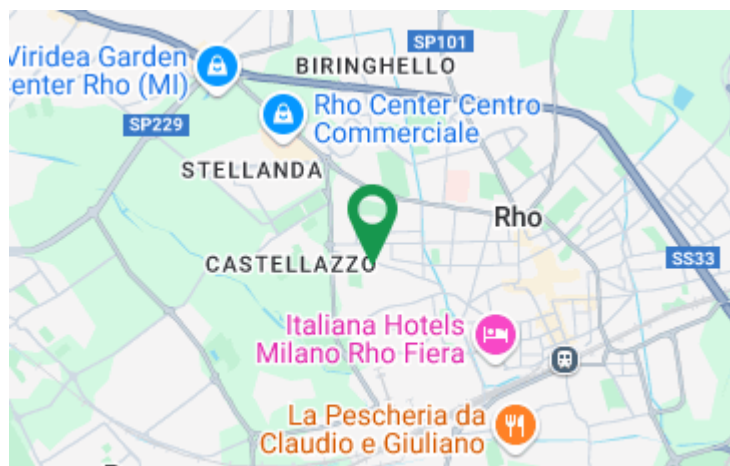 SP101
Viridea Garden
Center Rho (MI)
BIRINGHELLO
Rho Center Centro
Commerciale
SP229
STELLANDA
Rho
CASTELLAZZO
SS33
Italiana Hotels
Milano Rho Fiera
La Pescheria da
Claudio e Giuliano